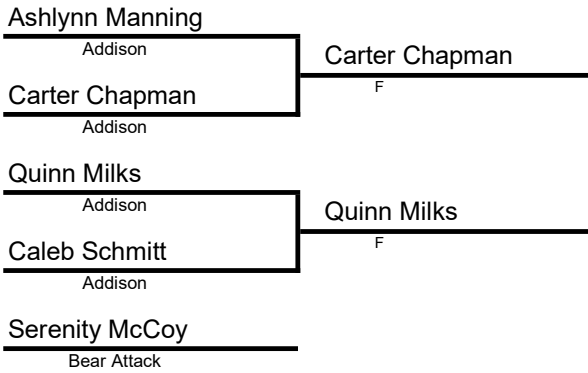 Ashlynn Manning
Addison
Carter Chapman
F
Carter Chapman
Addison
Quinn Milks
Addison
Quinn Milks
F
Caleb Schmitt
Addison
Serenity McCoy
Bear Attack